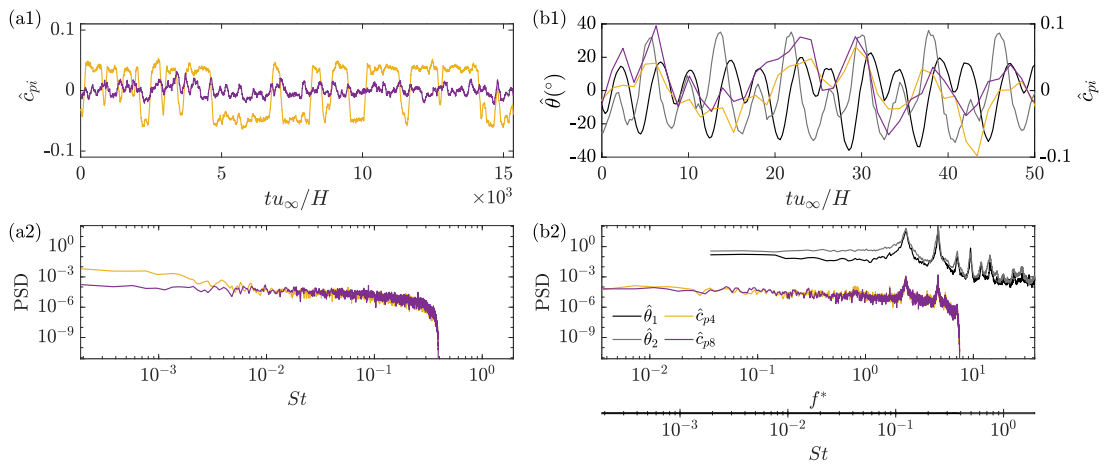 (a1)
0.1
0
-0.1
ĉ_pi
0 5 10 15
tu∞/H
×10³
(b1)
40
20
0
-20
-40
θ̂(°)
0.1
0
-0.1
ĉ_pi
0 10 20 30 40 50
tu∞/H
(a2)
10⁰
10⁻³
10⁻⁶
10⁻⁹
PSD
10⁻³ 10⁻² 10⁻¹ 10⁰
St
(b2)
10⁰
10⁻³
10⁻⁶
10⁻⁹
PSD
θ̂₁ ĉ_p4
θ̂₂ ĉ_p8
10⁻² 10⁻¹ 10⁰ 10¹
f*
10⁻³ 10⁻² 10⁻¹ 10⁰
St